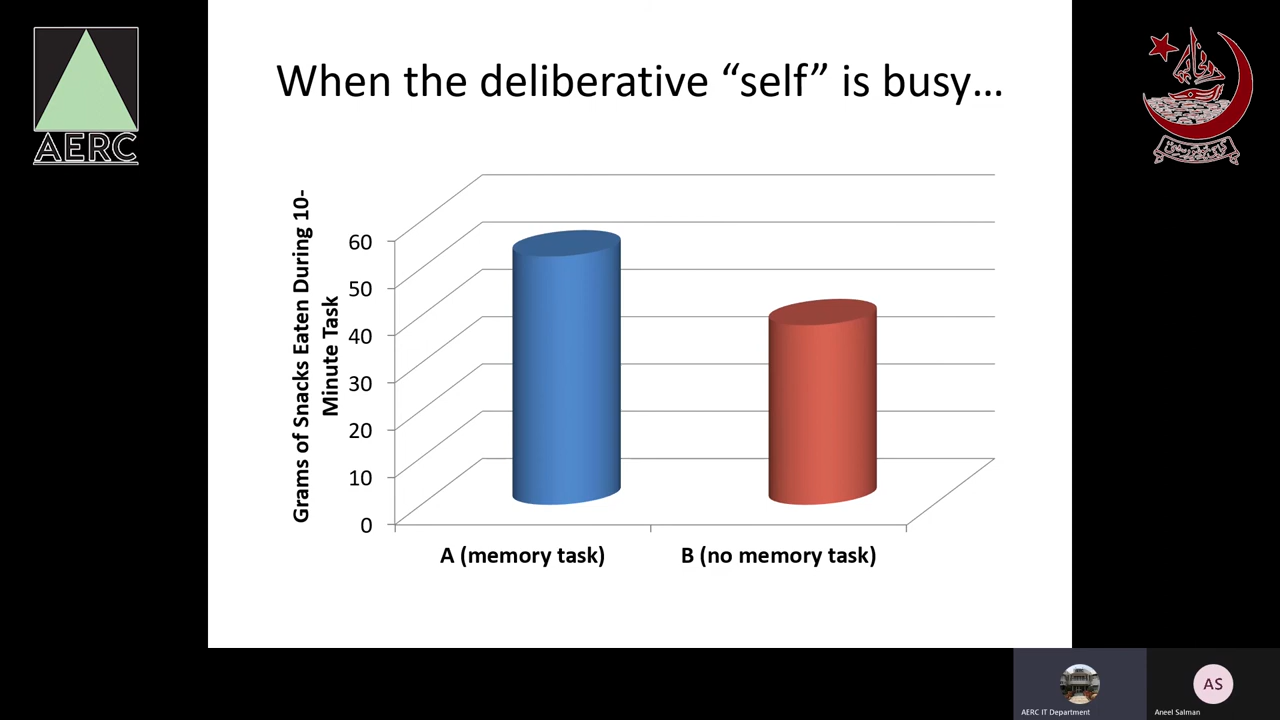 When the deliberative “self” is busy…
AERC
Grams of Snacks Eaten During 10-
Minute Task
60
50
40
30
20
10
0
A (memory task)
B (no memory task)
AERC IT Department
AS
Aneel Salman